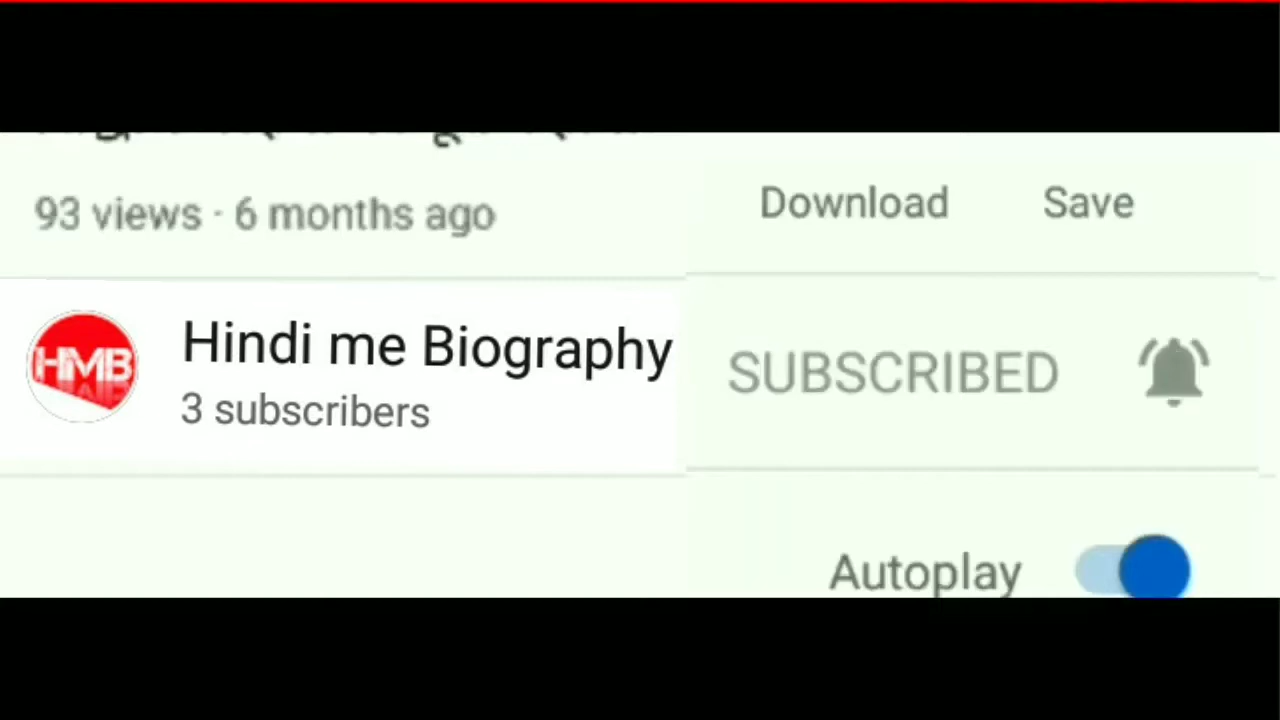 93 views · 6 months ago
Download Save
HMB
Hindi me Biography
3 subscribers
SUBSCRIBED
Autoplay